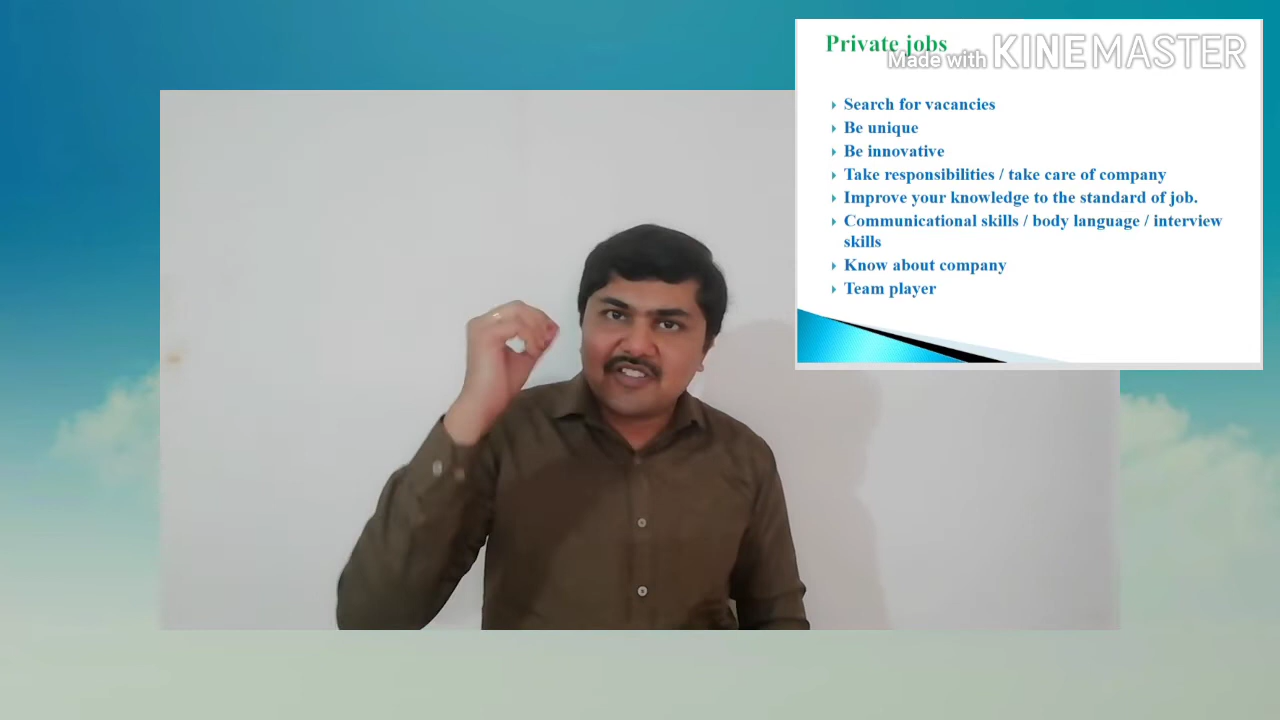 Private jobs
Made with KINEMASTER
Search for vacancies
Be unique
Be innovative
Take responsibilities / take care of company
Improve your knowledge to the standard of job.
Communicational skills / body language / interview
skills
Know about company
Team player